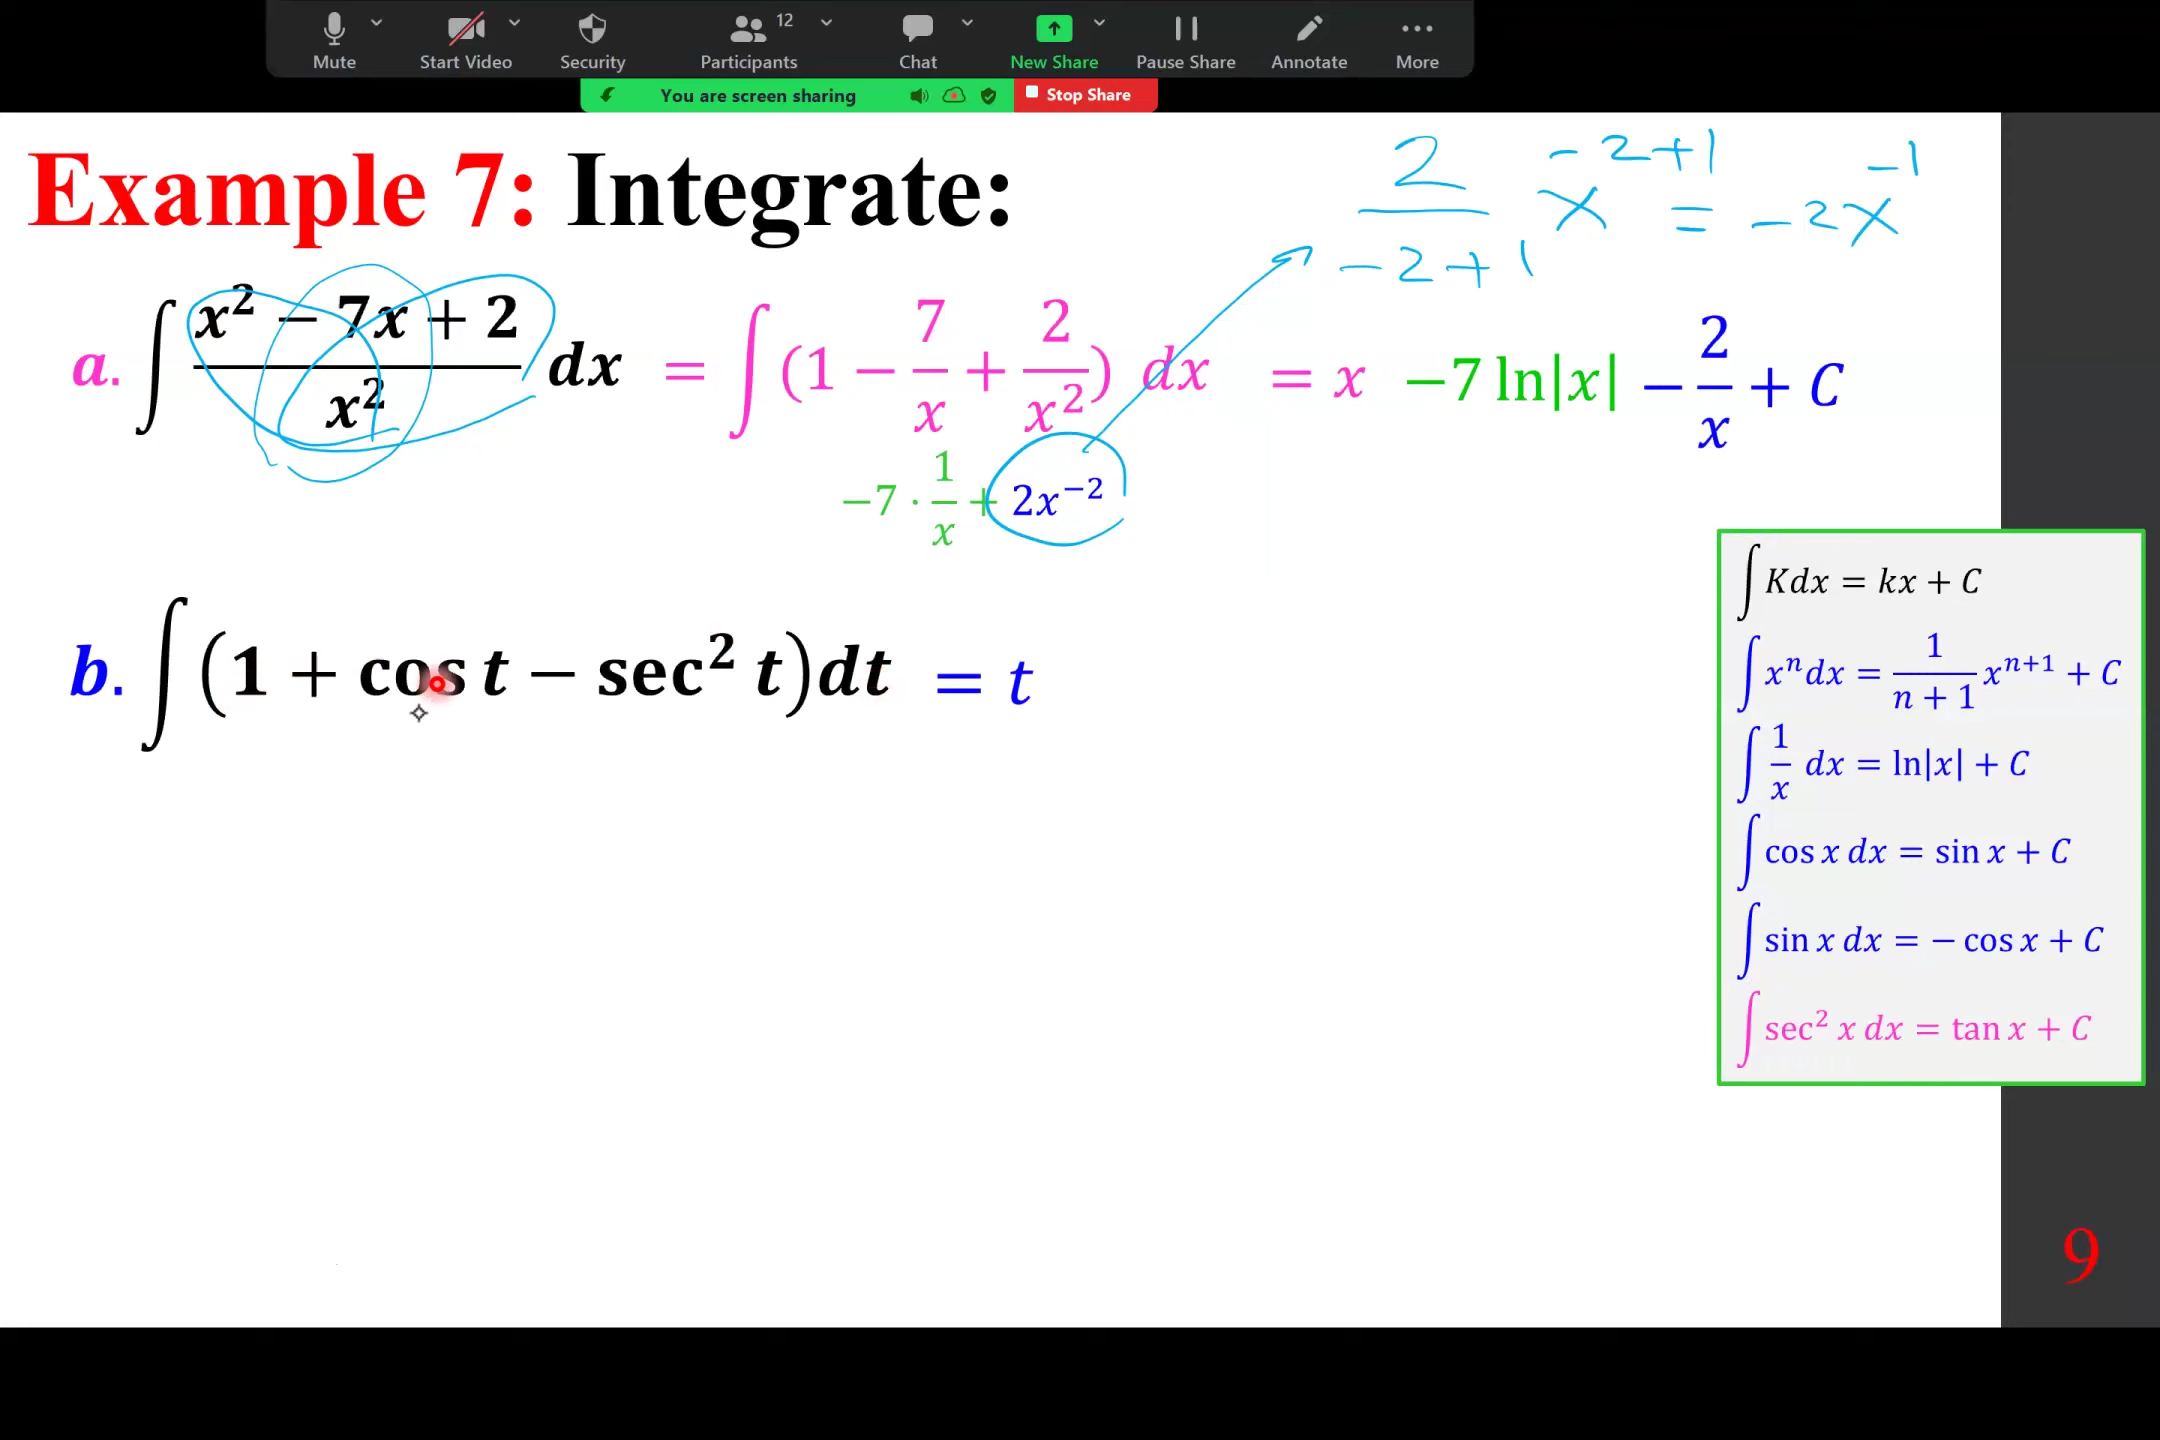 Mute Start Video Security Participants 12 Chat New Share Pause Share Annotate More
You are screen sharing Stop Share
Example 7: Integrate:
2/(-2+1) x^(-2+1) = -2x^(-1)
a. ∫ (x² − 7x + 2)/x² dx = ∫(1 − 7/x + 2/x²) dx = x −7 ln|x| − 2/x + C
−7 · 1/x + 2x⁻²
b. ∫(1 + cos t − sec² t)dt = t
∫Kdx = kx + C
∫xⁿdx = 1/(n + 1) xⁿ⁺¹ + C
∫1/x dx = ln|x| + C
∫cos x dx = sin x + C
∫sin x dx = − cos x + C
∫sec² x dx = tan x + C
9